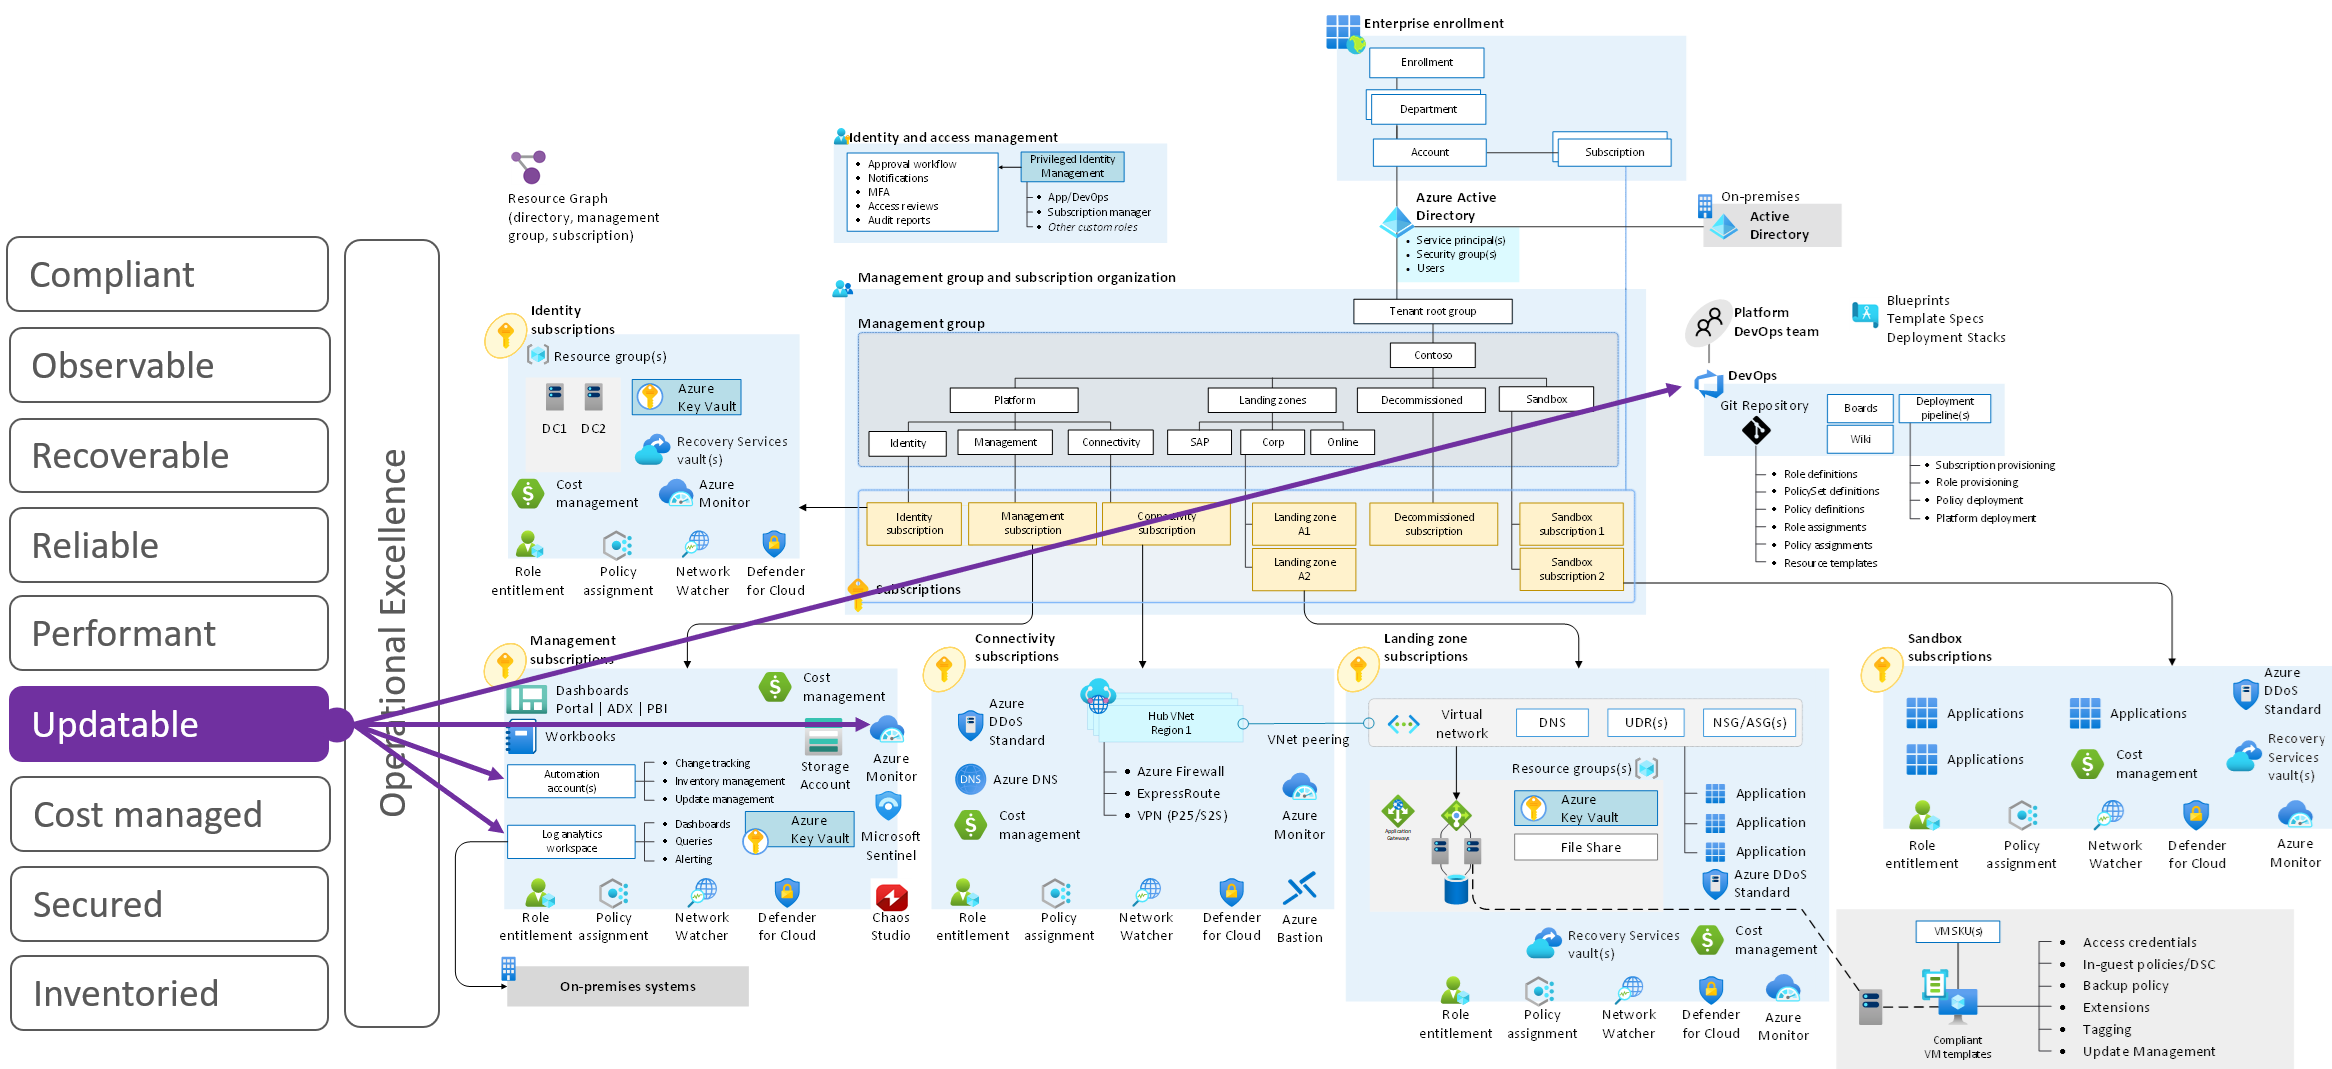 Compliant
Observable
Recoverable
Reliable
Performant
Updatable
Cost managed
Secured
Inventoried
Operational Excellence
Resource Graph
(directory, management
group, subscription)
Identity and access management
Approval workflow
Notifications
MFA
Access reviews
Audit reports
Privileged Identity
Management
App/DevOps
Subscription manager
Other custom roles
Enterprise enrollment
Enrollment
Department
Account
Subscription
Azure Active
Directory
Service principal(s)
Security group(s)
Users
On-premises
Active
Directory
Management group and subscription organization
Management group
Tenant root group
Contoso
Platform
Landing zones
Decommissioned
Sandbox
Identity
Management
Connectivity
SAP
Corp
Online
Identity
subscription
Management
subscription
Connectivity
subscription
Landing zone
A1
Landing zone
A2
Decommissioned
subscription
Sandbox
subscription 1
Sandbox
subscription 2
Subscriptions
Platform
DevOps team
Blueprints
Template Specs
Deployment Stacks
DevOps
Git Repository
Boards
Wiki
Deployment
pipeline(s)
Role definitions
PolicySet definitions
Policy definitions
Role assignments
Policy assignments
Resource templates
Subscription provisioning
Role provisioning
Policy deployment
Platform deployment
Identity
subscriptions
Resource group(s)
DC1
DC2
Azure
Key Vault
Recovery Services
vault(s)
Cost
management
Azure
Monitor
Role
entitlement
Policy
assignment
Network
Watcher
Defender
for Cloud
Management
subscriptions
Dashboards
Portal | ADX | PBI
Workbooks
Cost
management
Storage
Account
Azure
Monitor
Automation
account(s)
Change tracking
Inventory management
Update management
Log analytics
workspace
Dashboards
Queries
Alerting
Azure
Key Vault
Microsoft
Sentinel
Role
entitlement
Policy
assignment
Network
Watcher
Defender
for Cloud
Chaos
Studio
On-premises systems
Connectivity
subscriptions
Azure
DDoS
Standard
DNS
Azure DNS
Cost
management
Hub VNet
Region 1
VNet peering
Azure Firewall
ExpressRoute
VPN (P2S/S2S)
Azure
Monitor
Role
entitlement
Policy
assignment
Network
Watcher
Defender
for Cloud
Azure
Bastion
Landing zone
subscriptions
Virtual
network
DNS
UDR(s)
NSG/ASG(s)
Resource groups(s)
Application
Gateways
Azure
Key Vault
File Share
Application
Application
Application
Azure DDoS
Standard
Recovery Services
vault(s)
Cost
management
Role
entitlement
Policy
assignment
Network
Watcher
Defender
for Cloud
Azure
Monitor
Sandbox
subscriptions
Applications
Applications
Applications
Cost
management
Azure
DDoS
Standard
Recovery
Services
vault(s)
Role
entitlement
Policy
assignment
Network
Watcher
Defender
for Cloud
Azure
Monitor
VM SKU(s)
Compliant
VM templates
Access credentials
In-guest policies/DSC
Backup policy
Extensions
Tagging
Update Management